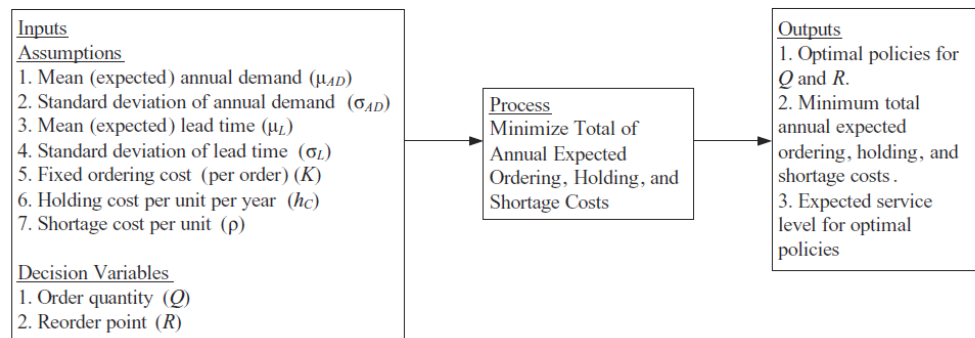 Inputs
Assumptions
1. Mean (expected) annual demand (μAD)
2. Standard deviation of annual demand (σAD)
3. Mean (expected) lead time (μL)
4. Standard deviation of lead time (σL)
5. Fixed ordering cost (per order) (K)
6. Holding cost per unit per year (hC)
7. Shortage cost per unit (ρ)
Decision Variables
1. Order quantity (Q)
2. Reorder point (R)
Process
Minimize Total of
Annual Expected
Ordering, Holding, and
Shortage Costs
Outputs
1. Optimal policies for
Q and R.
2. Minimum total
annual expected
ordering, holding, and
shortage costs.
3. Expected service
level for optimal
policies